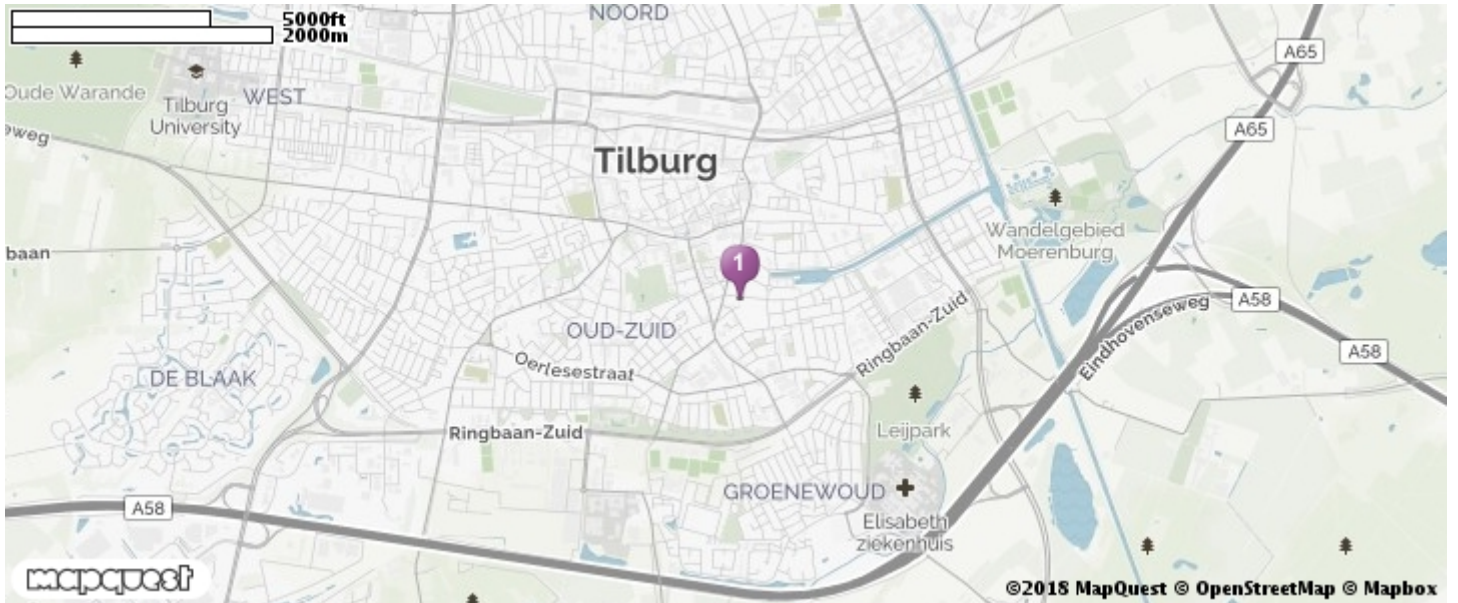 5000ft
2000m
NOORD
A65
Oude Warande
Tilburg
University
WEST
A65
oweg
Tilburg
Wandelgebied
Moerenburg
baan
1
A58
Eindhovenseweg
OUD-ZUID
Ringbaan-Zuid
A58
Oerlesestraat
DE BLAAK
Leijpark
Ringbaan-Zuid
GROENEWOUD
A58
Elisabeth
ziekenhuis
mapquest
©2018 MapQuest © OpenStreetMap © Mapbox